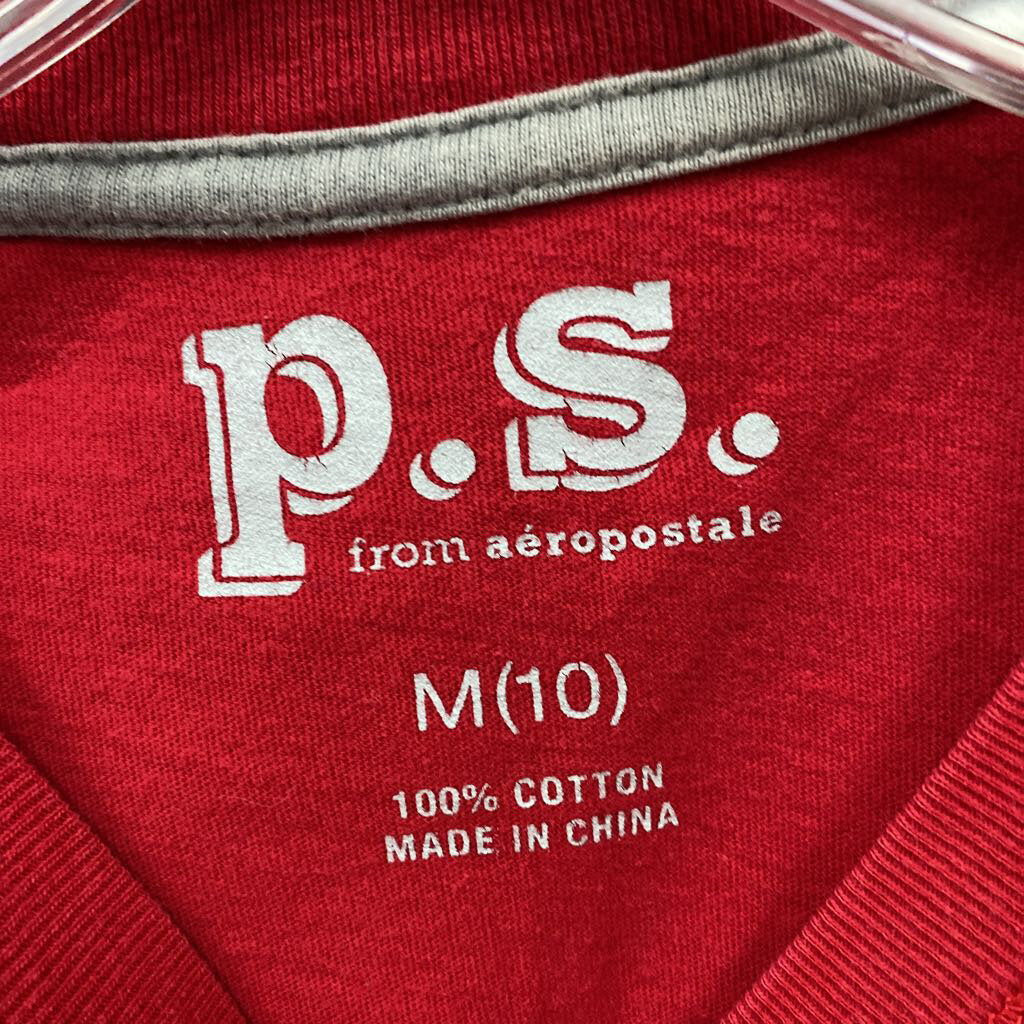 p.s.
from aéropostale
M(10)
100% COTTON
MADE IN CHINA